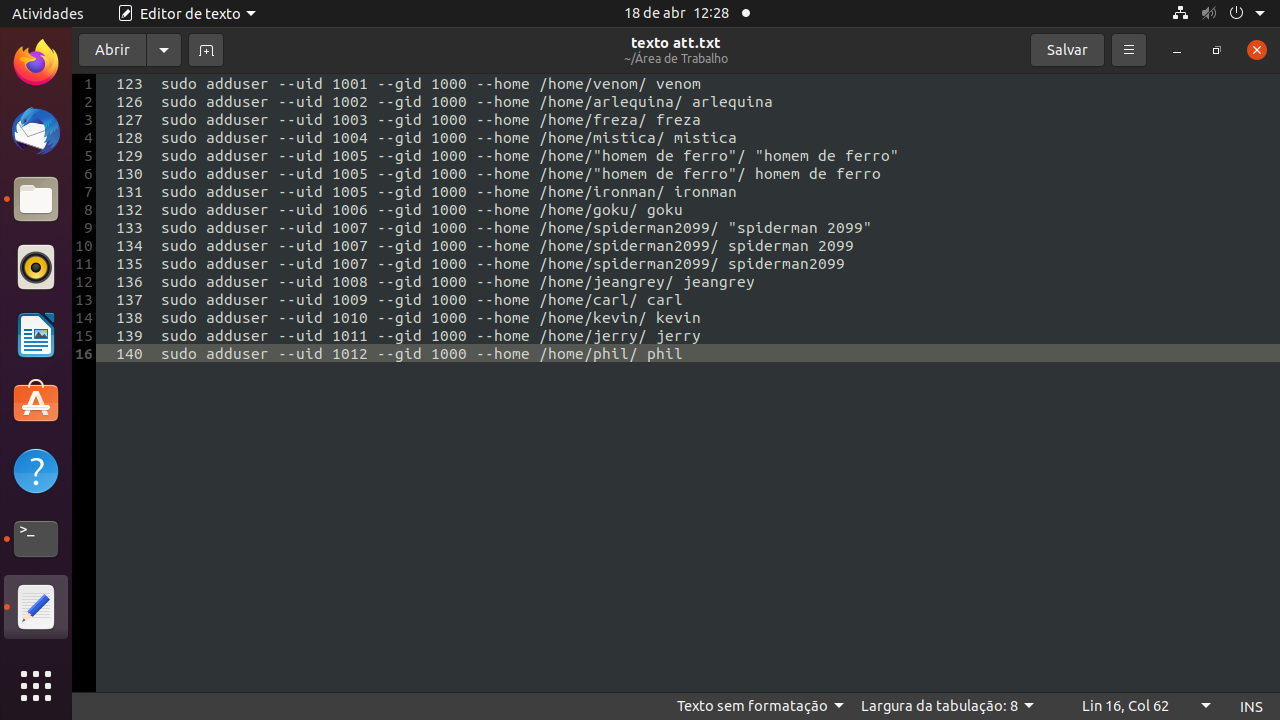 Atividades Editor de texto 18 de abr 12:28
Abrir texto att.txt Salvar
~/Área de Trabalho
1 123 sudo adduser --uid 1001 --gid 1000 --home /home/venom/ venom
2 126 sudo adduser --uid 1002 --gid 1000 --home /home/arlequina/ arlequina
3 127 sudo adduser --uid 1003 --gid 1000 --home /home/freza/ freza
4 128 sudo adduser --uid 1004 --gid 1000 --home /home/mistica/ mistica
5 129 sudo adduser --uid 1005 --gid 1000 --home /home/"homem de ferro"/ "homem de ferro"
6 130 sudo adduser --uid 1005 --gid 1000 --home /home/"homem de ferro"/ homem de ferro
7 131 sudo adduser --uid 1005 --gid 1000 --home /home/ironman/ ironman
8 132 sudo adduser --uid 1006 --gid 1000 --home /home/goku/ goku
9 133 sudo adduser --uid 1007 --gid 1000 --home /home/spiderman2099/ "spiderman 2099"
10 134 sudo adduser --uid 1007 --gid 1000 --home /home/spiderman2099/ spiderman 2099
11 135 sudo adduser --uid 1007 --gid 1000 --home /home/spiderman2099/ spiderman2099
12 136 sudo adduser --uid 1008 --gid 1000 --home /home/jeangrey/ jeangrey
13 137 sudo adduser --uid 1009 --gid 1000 --home /home/carl/ carl
14 138 sudo adduser --uid 1010 --gid 1000 --home /home/kevin/ kevin
15 139 sudo adduser --uid 1011 --gid 1000 --home /home/jerry/ jerry
16 140 sudo adduser --uid 1012 --gid 1000 --home /home/phil/ phil
Texto sem formatação Largura da tabulação: 8 Lin 16, Col 62 INS